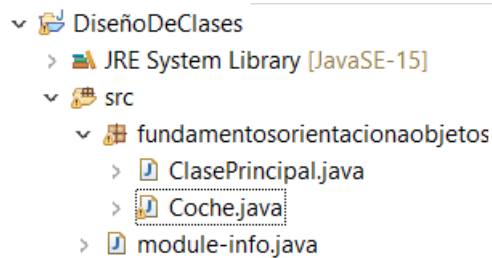 DiseñoDeClases
JRE System Library [JavaSE-15]
src
fundamentosorientacionaobjetos
ClasePrincipal.java
Coche.java
module-info.java